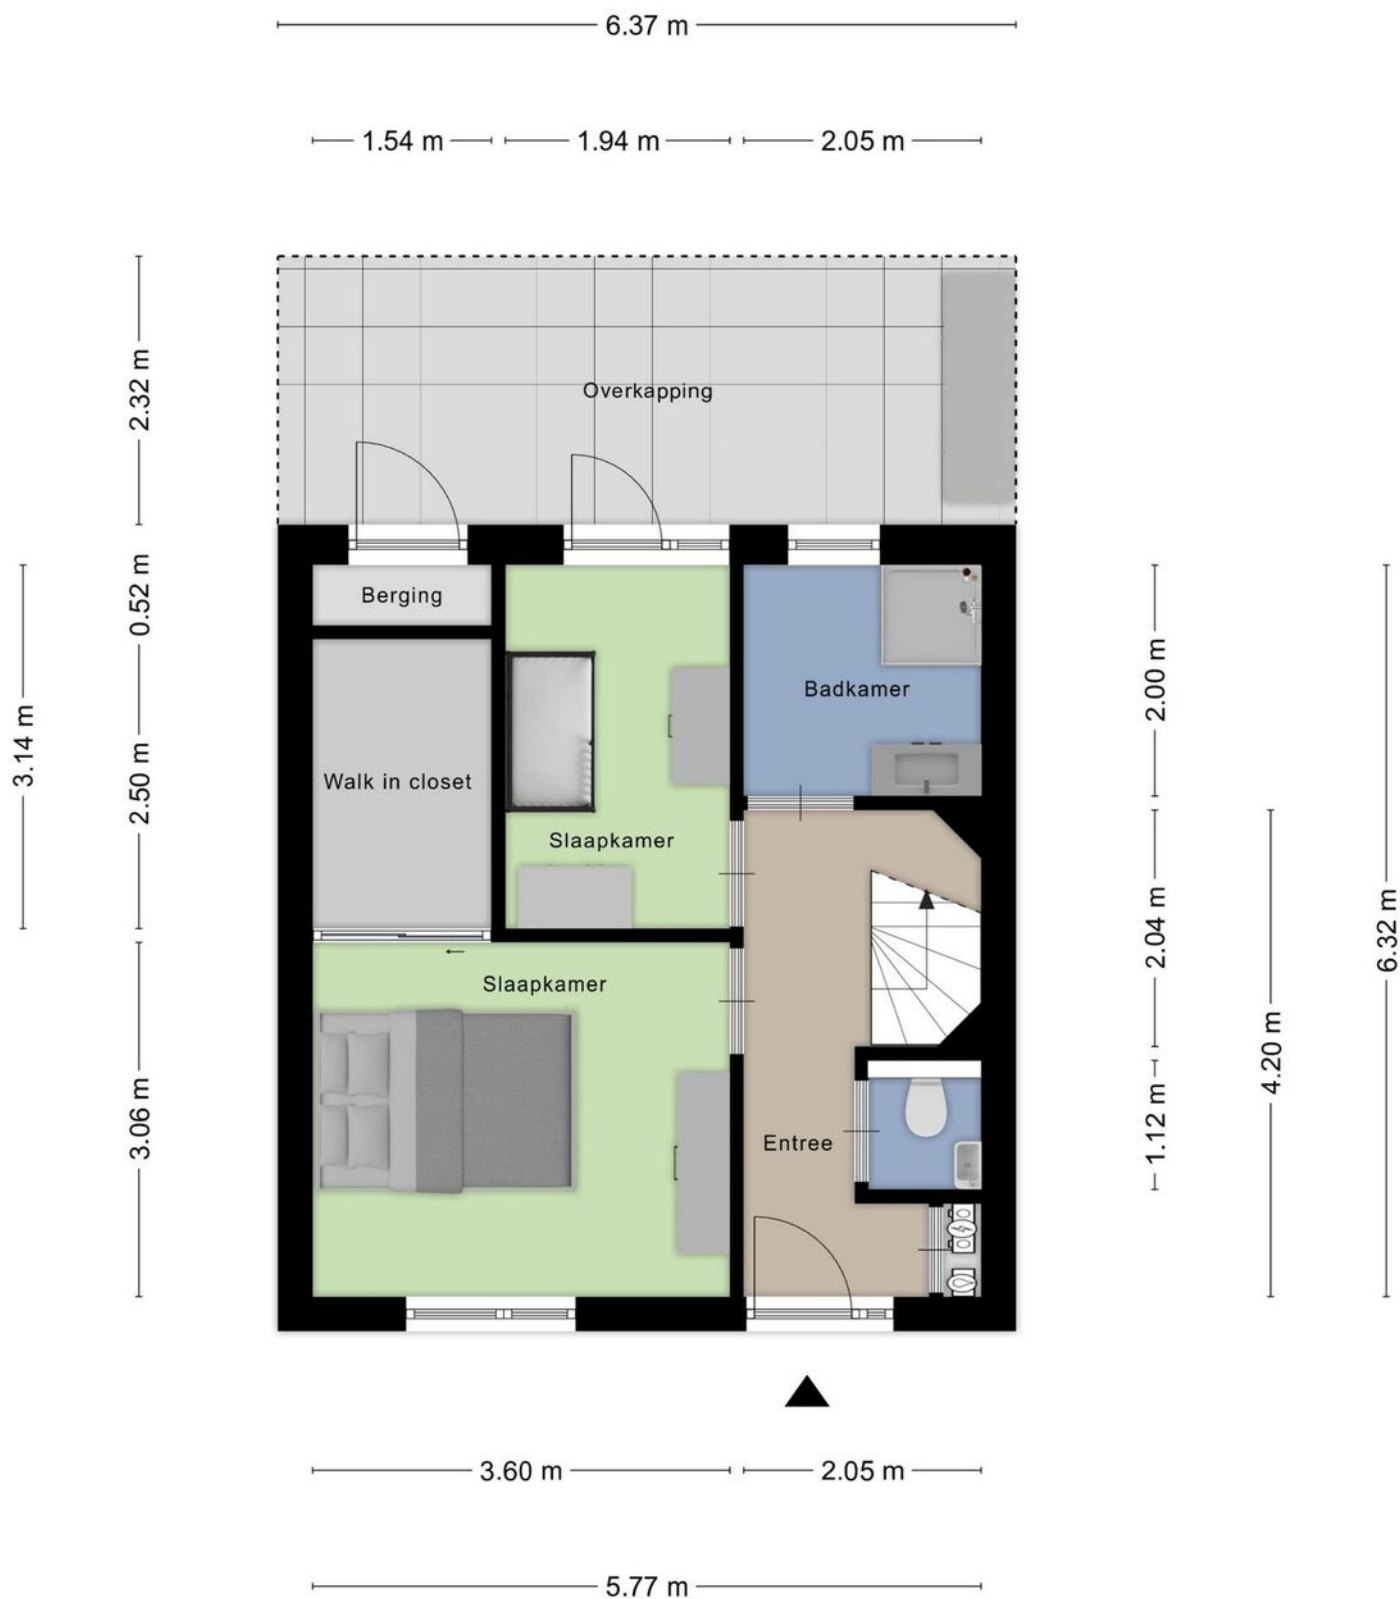 6.37 m
1.54 m
1.94 m
2.05 m
2.32 m
Overkapping
0.52 m
Berging
3.14 m
2.50 m
Walk in closet
Slaapkamer
Badkamer
2.00 m
2.04 m
6.32 m
Slaapkamer
3.06 m
Entree
1.12 m
4.20 m
3.60 m
2.05 m
5.77 m